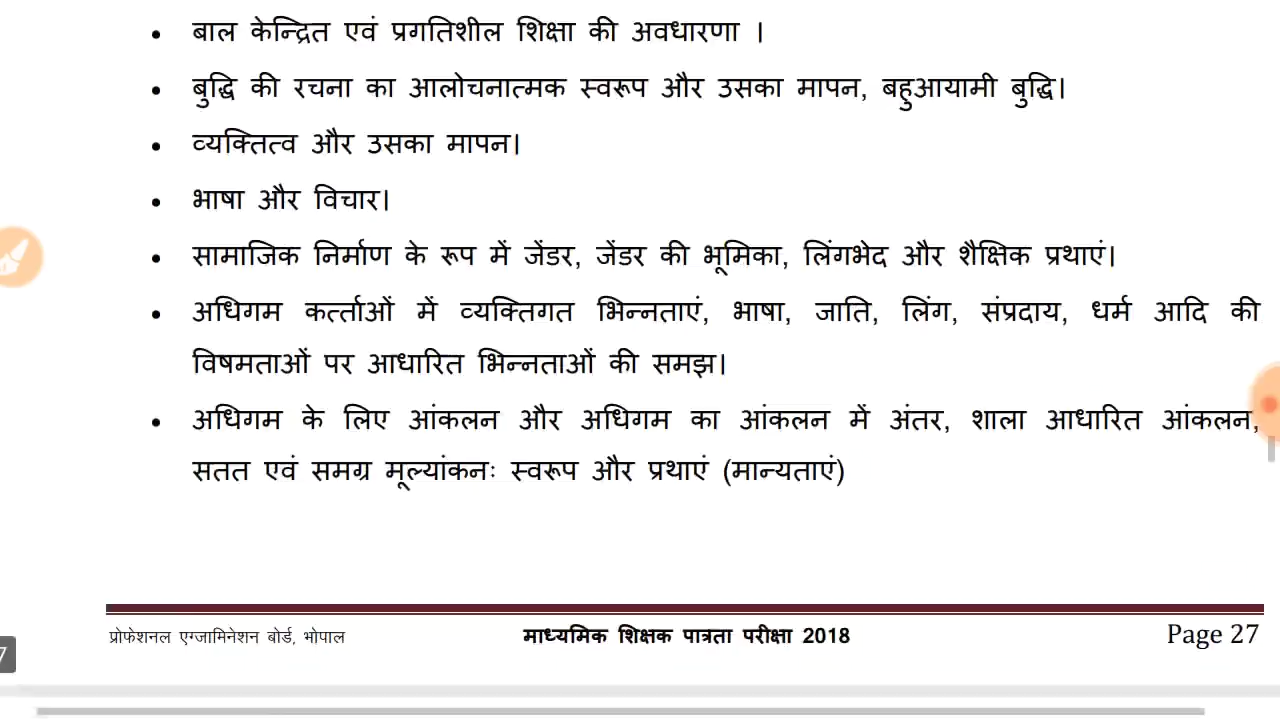 • बाल केन्द्रित एवं प्रगतिशील शिक्षा की अवधारणा ।
• बुद्धि की रचना का आलोचनात्मक स्वरूप और उसका मापन, बहुआयामी बुद्धि।
• व्यक्तित्व और उसका मापन।
• भाषा और विचार।
• सामाजिक निर्माण के रूप में जेंडर, जेंडर की भूमिका, लिंगभेद और शैक्षिक प्रथाएं।
• अधिगम कर्त्ताओं में व्यक्तिगत भिन्नताएं, भाषा, जाति, लिंग, संप्रदाय, धर्म आदि की
विषमताओं पर आधारित भिन्नताओं की समझ।
• अधिगम के लिए आंकलन और अधिगम का आंकलन में अंतर, शाला आधारित आंकलन,
सतत एवं समग्र मूल्यांकनः स्वरूप और प्रथाएं (मान्यताएं)
प्रोफेशनल एग्जामिनेशन बोर्ड, भोपाल माध्यमिक शिक्षक पात्रता परीक्षा 2018 Page 27
7